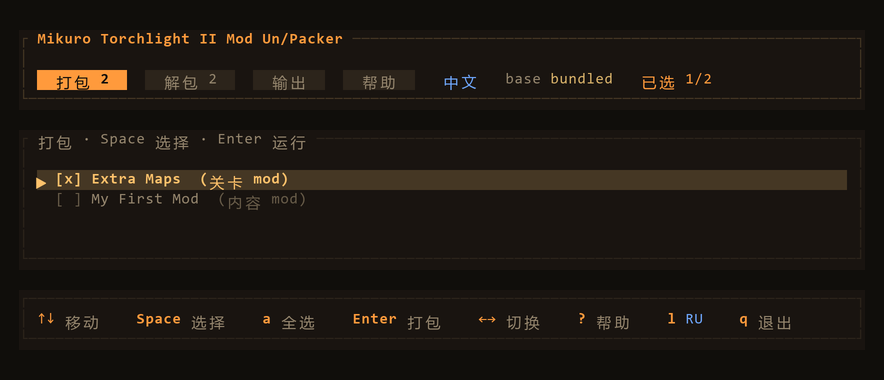 Mikuro Torchlight II Mod Un/Packer
打包 2 解包 2 输出 帮助 中文 base bundled 已选 1/2
打包 · Space 选择 · Enter 运行
▶ [x] Extra Maps (关卡 mod)
[ ] My First Mod (内容 mod)
↑↓ 移动 Space 选择 a 全选 Enter 打包 ←→ 切换 ? 帮助 l RU q 退出